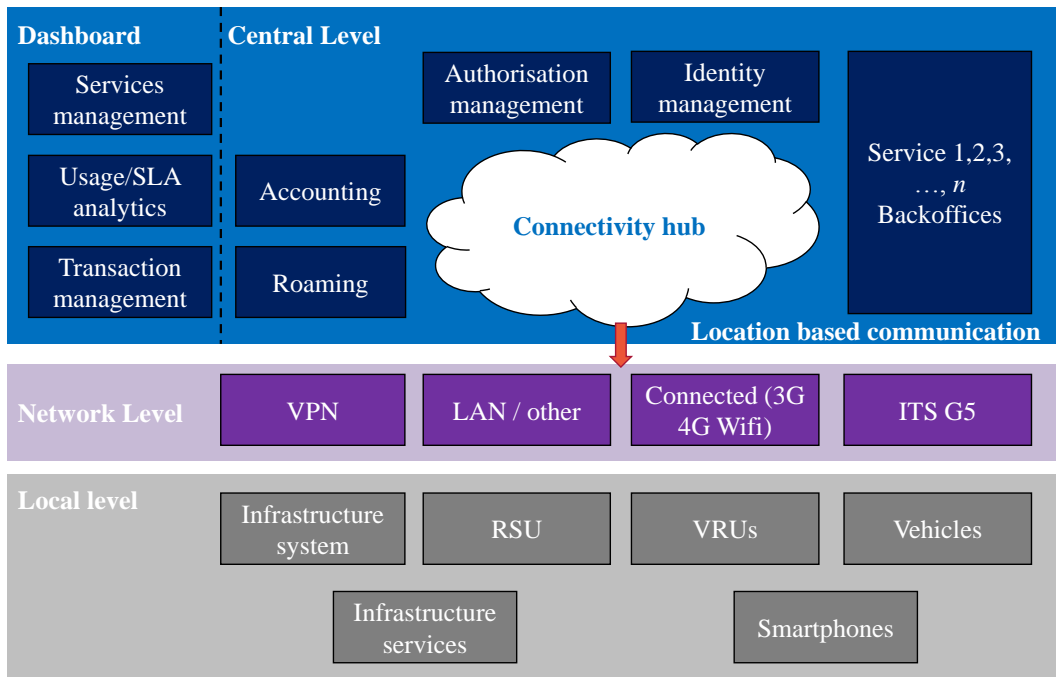 Dashboard
Central Level
Services
management
Usage/SLA
analytics
Transaction
management
Accounting
Roaming
Authorisation
management
Identity
management
Connectivity hub
Service 1,2,3,
…, n
Backoffices
Location based communication
Network Level
VPN
LAN / other
Connected (3G
4G Wifi)
ITS G5
Local level
Infrastructure
system
RSU
VRUs
Vehicles
Infrastructure
services
Smartphones